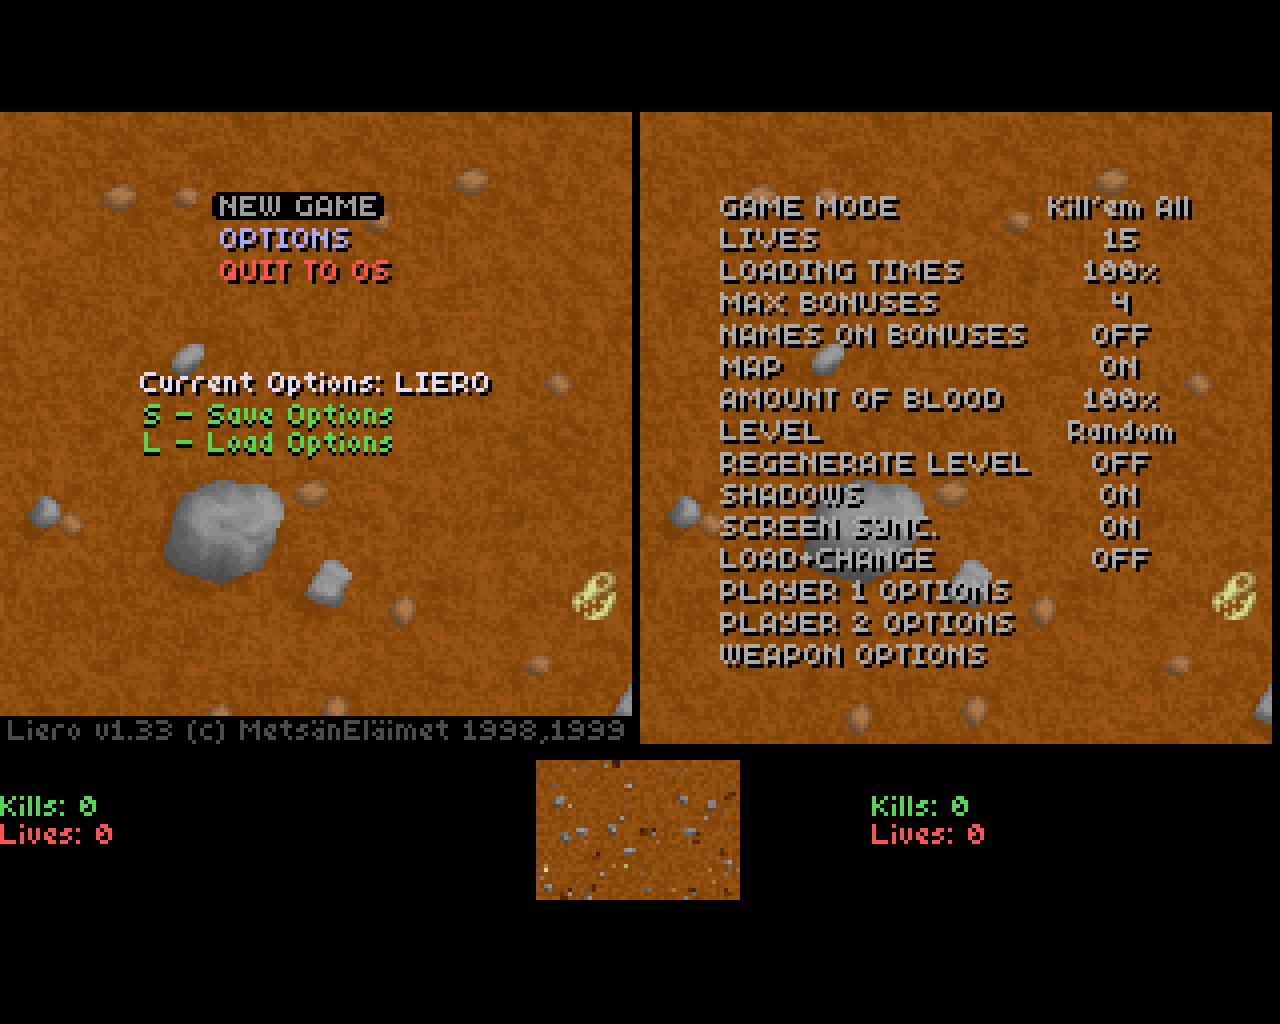 NEW GAME
OPTIONS
QUIT TO OS
Current Options: LIERO
S - Save Options
L - Load Options
Liero v1.33 (c) MetsänEläimet 1998,1999
GAME MODE Kill'em All
LIVES 15
LOADING TIMES 100%
MAX BONUSES 4
NAMES ON BONUSES OFF
MAP ON
AMOUNT OF BLOOD 100%
LEVEL Random
REGENERATE LEVEL OFF
SHADOWS ON
SCREEN SYNC. ON
LOAD+CHANGE OFF
PLAYER 1 OPTIONS
PLAYER 2 OPTIONS
WEAPON OPTIONS
Kills: 0
Lives: 0
Kills: 0
Lives: 0